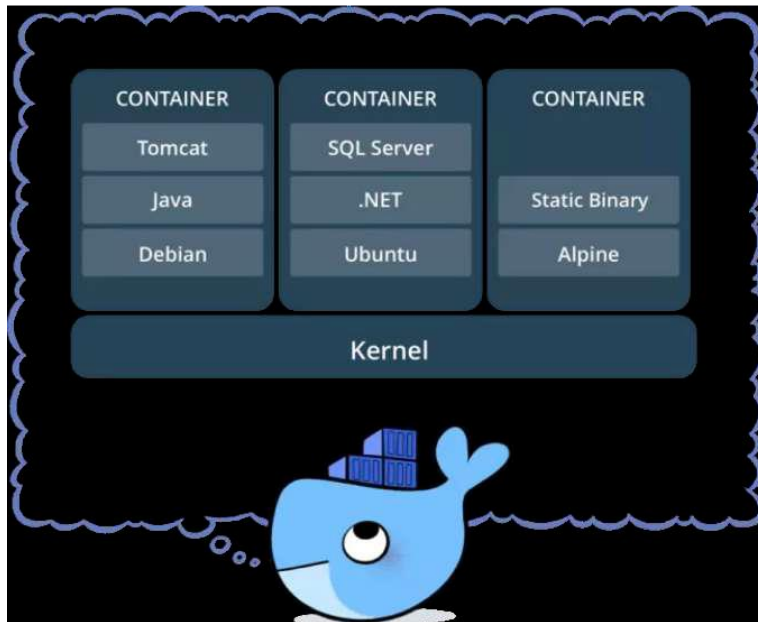 CONTAINER
Tomcat
Java
Debian
CONTAINER
SQL Server
.NET
Ubuntu
CONTAINER
Static Binary
Alpine
Kernel